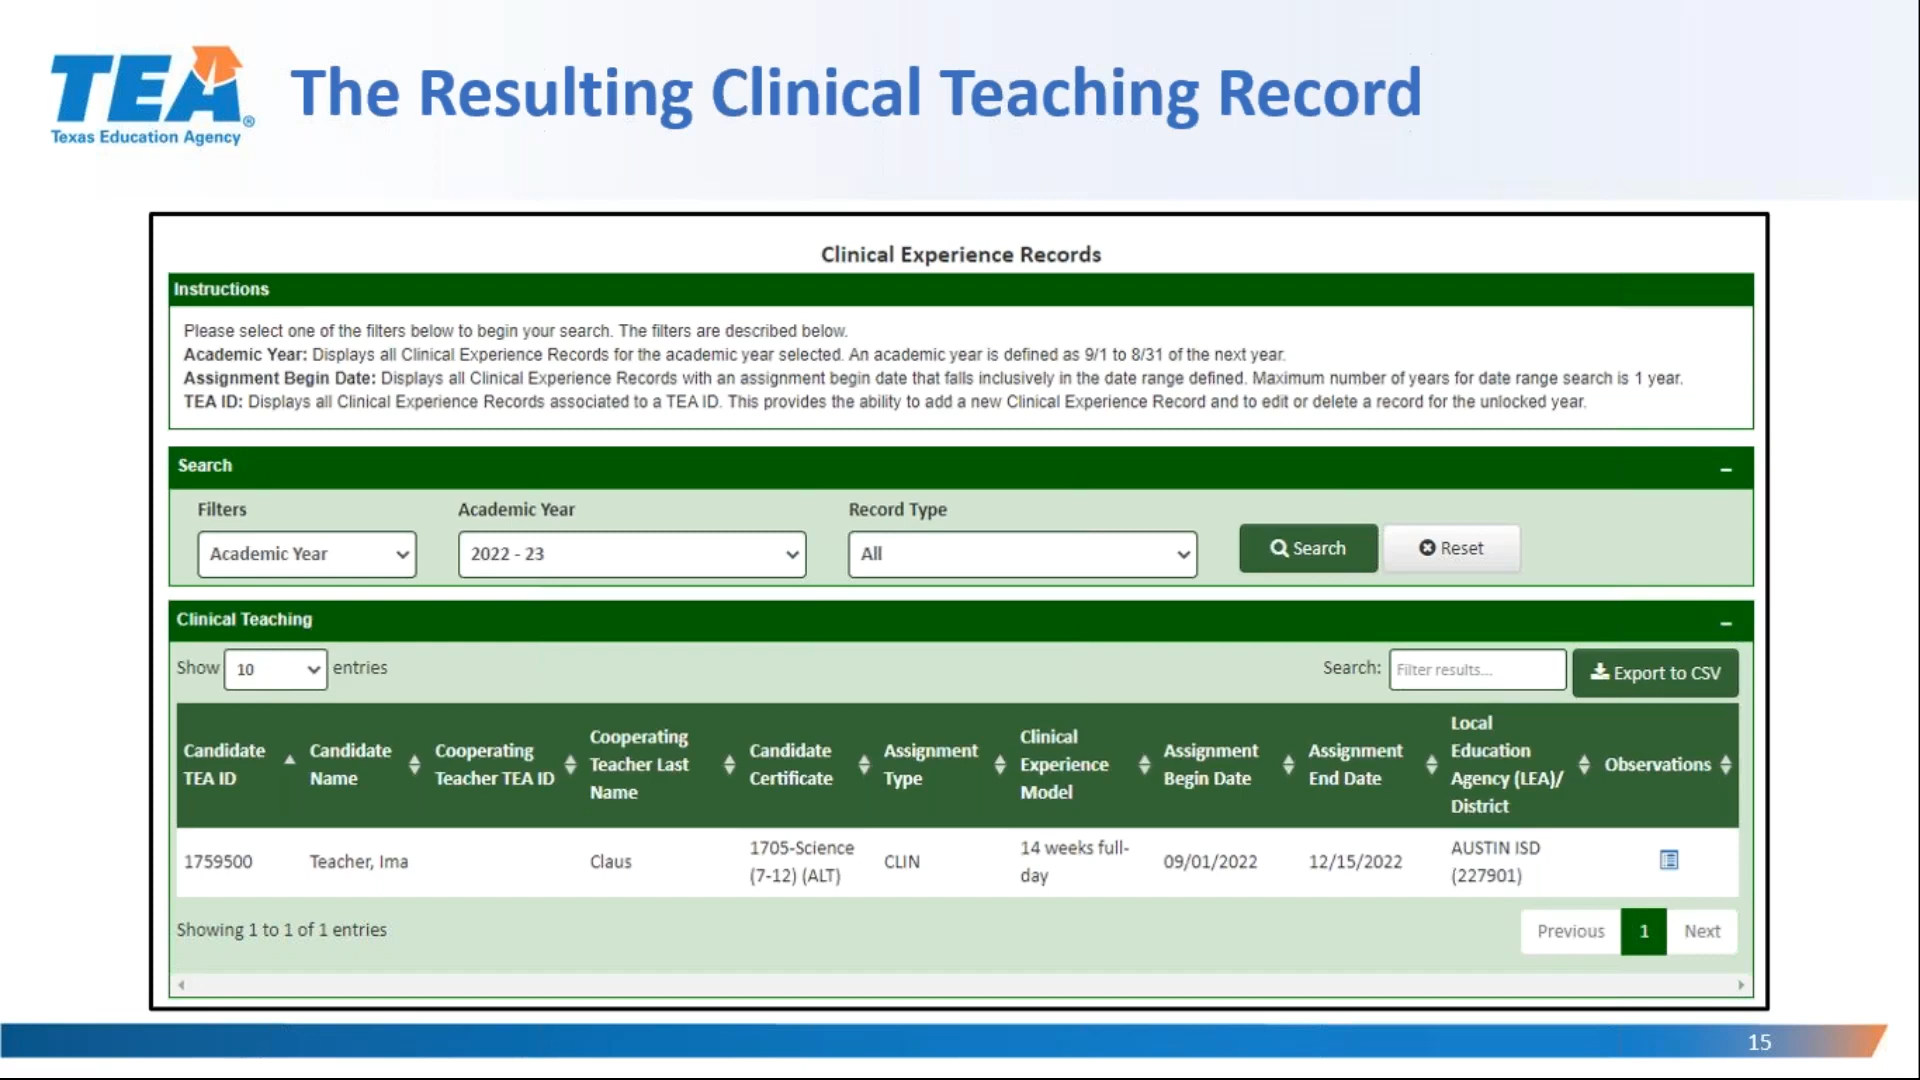 TEA®
Texas Education Agency
The Resulting Clinical Teaching Record
Clinical Experience Records
Instructions
Please select one of the filters below to begin your search. The filters are described below.
Academic Year: Displays all Clinical Experience Records for the academic year selected. An academic year is defined as 9/1 to 8/31 of the next year.
Assignment Begin Date: Displays all Clinical Experience Records with an assignment begin date that falls inclusively in the date range defined. Maximum number of years for date range search is 1 year.
TEA ID: Displays all Clinical Experience Records associated to a TEA ID. This provides the ability to add a new Clinical Experience Record and to edit or delete a record for the unlocked year.
Search
Filters Academic Year Record Type
Academic Year 2022 - 23 All Search Reset
Clinical Teaching
Show 10 entries Search: Filter results... Export to CSV
Candidate TEA ID
Candidate Name
Cooperating Teacher TEA ID
Cooperating Teacher Last Name
Candidate Certificate
Assignment Type
Clinical Experience Model
Assignment Begin Date
Assignment End Date
Local Education Agency (LEA)/ District
Observations
1759500
Teacher, Ima
Claus
1705-Science (7-12) (ALT)
CLIN
14 weeks full-day
09/01/2022
12/15/2022
AUSTIN ISD (227901)
Showing 1 to 1 of 1 entries Previous 1 Next
15